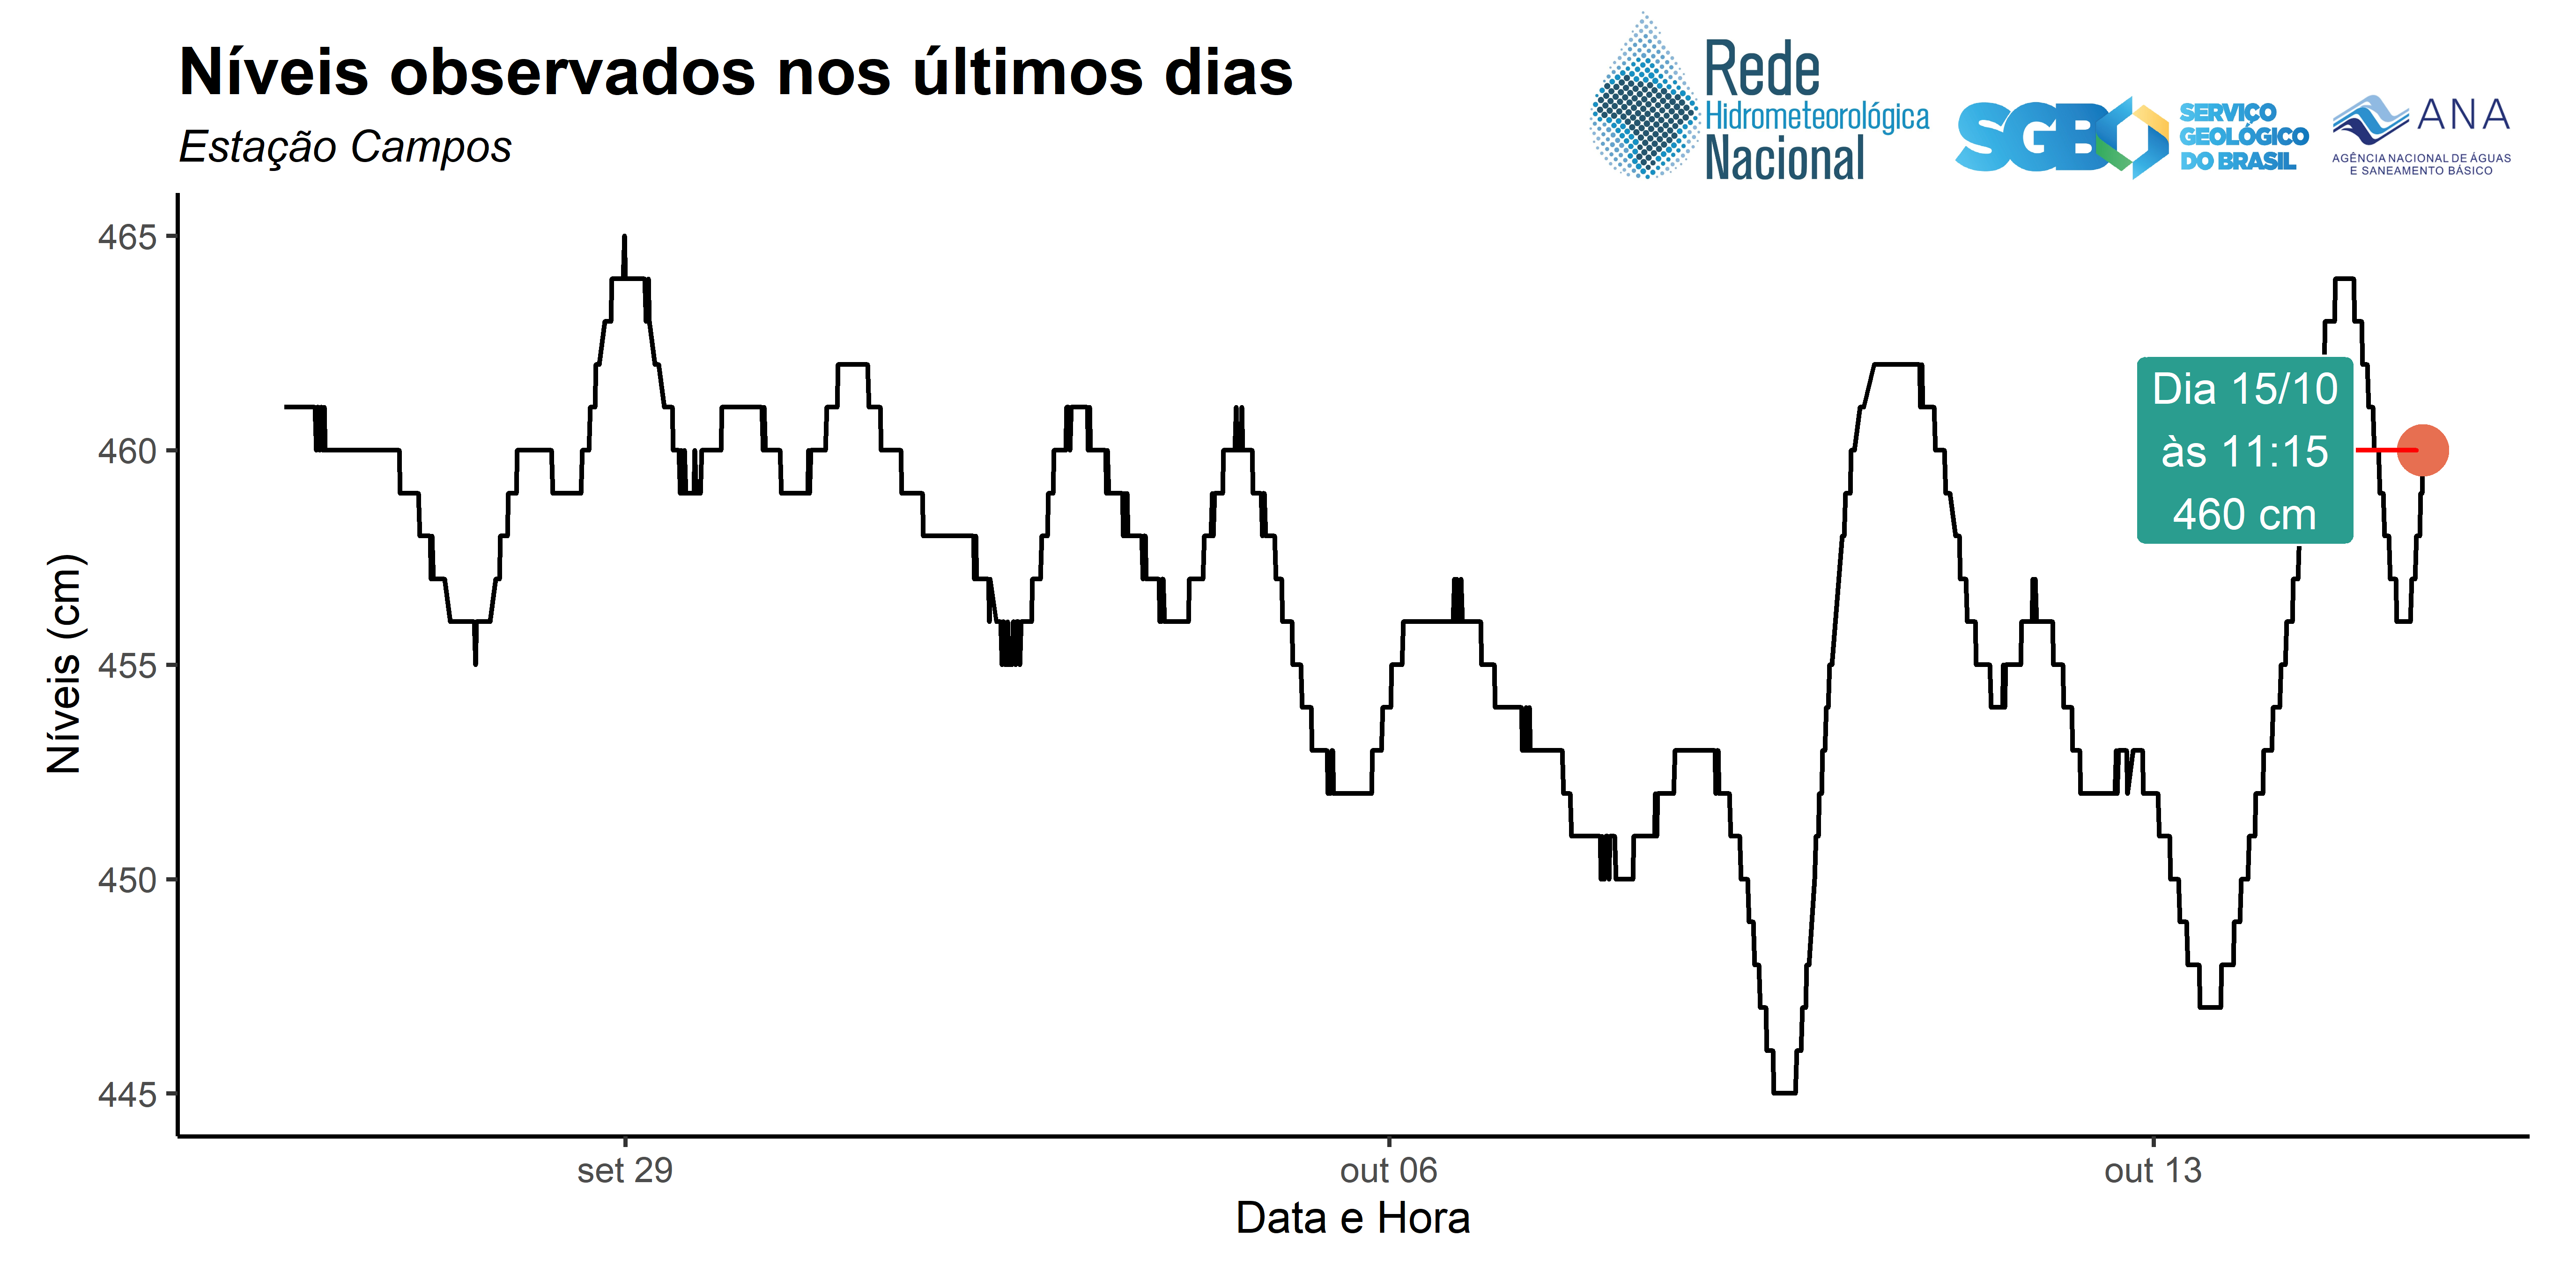 Níveis observados nos últimos dias
Estação Campos
Rede
Hidrometeorológica
Nacional
SGB
SERVIÇO
GEOLÓGICO
DO BRASIL
ANA
AGÊNCIA NACIONAL DE ÁGUAS
E SANEAMENTO BÁSICO
Níveis (cm)
465
460
455
450
445
Dia 15/10
às 11:15
460 cm
set 29
out 06
out 13
Data e Hora